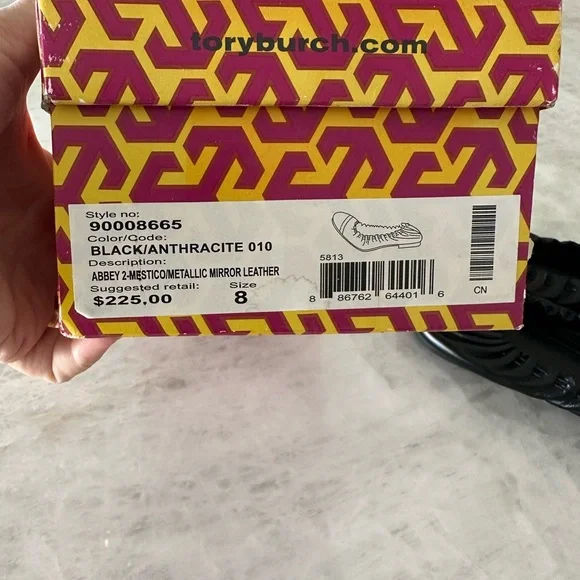 toryburch.com
Style no:
90008665
Color/Code:
BLACK/ANTHRACITE 010
Description:
ABBEY 2-MESTICO/METALLIC MIRROR LEATHER
Suggested retail: Size
$225.00 8
5813
8 86762 64401 6
CN